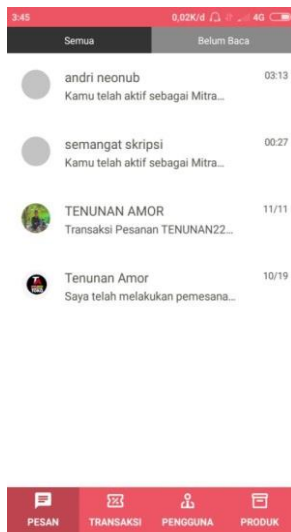 3:45 0,02K/d 4G
Semua Belum Baca
andri neonub 03:13
Kamu telah aktif sebagai Mitra...
semangat skripsi 00:27
Kamu telah aktif sebagai Mitra...
TENUNAN AMOR 11/11
Transaksi Pesanan TENUNAN22...
Tenunan Amor 10/19
Saya telah melakukan pemesana...
PESAN TRANSAKSI PENGGUNA PRODUK